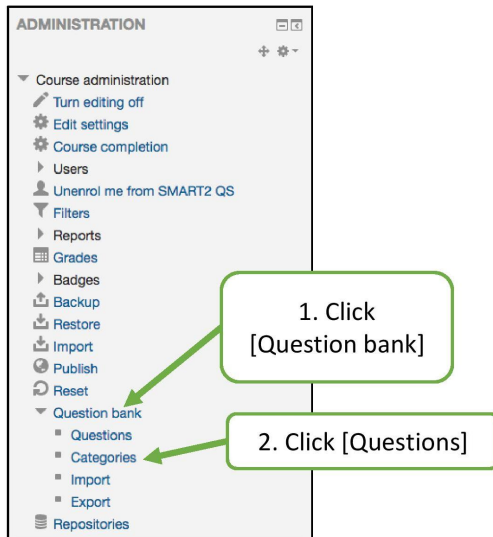 ADMINISTRATION
Course administration
Turn editing off
Edit settings
Course completion
Users
Unenrol me from SMART2 QS
Filters
Reports
Grades
Badges
Backup
Restore
Import
Publish
Reset
Question bank
Questions
Categories
Import
Export
Repositories
1. Click
[Question bank]
2. Click [Questions]